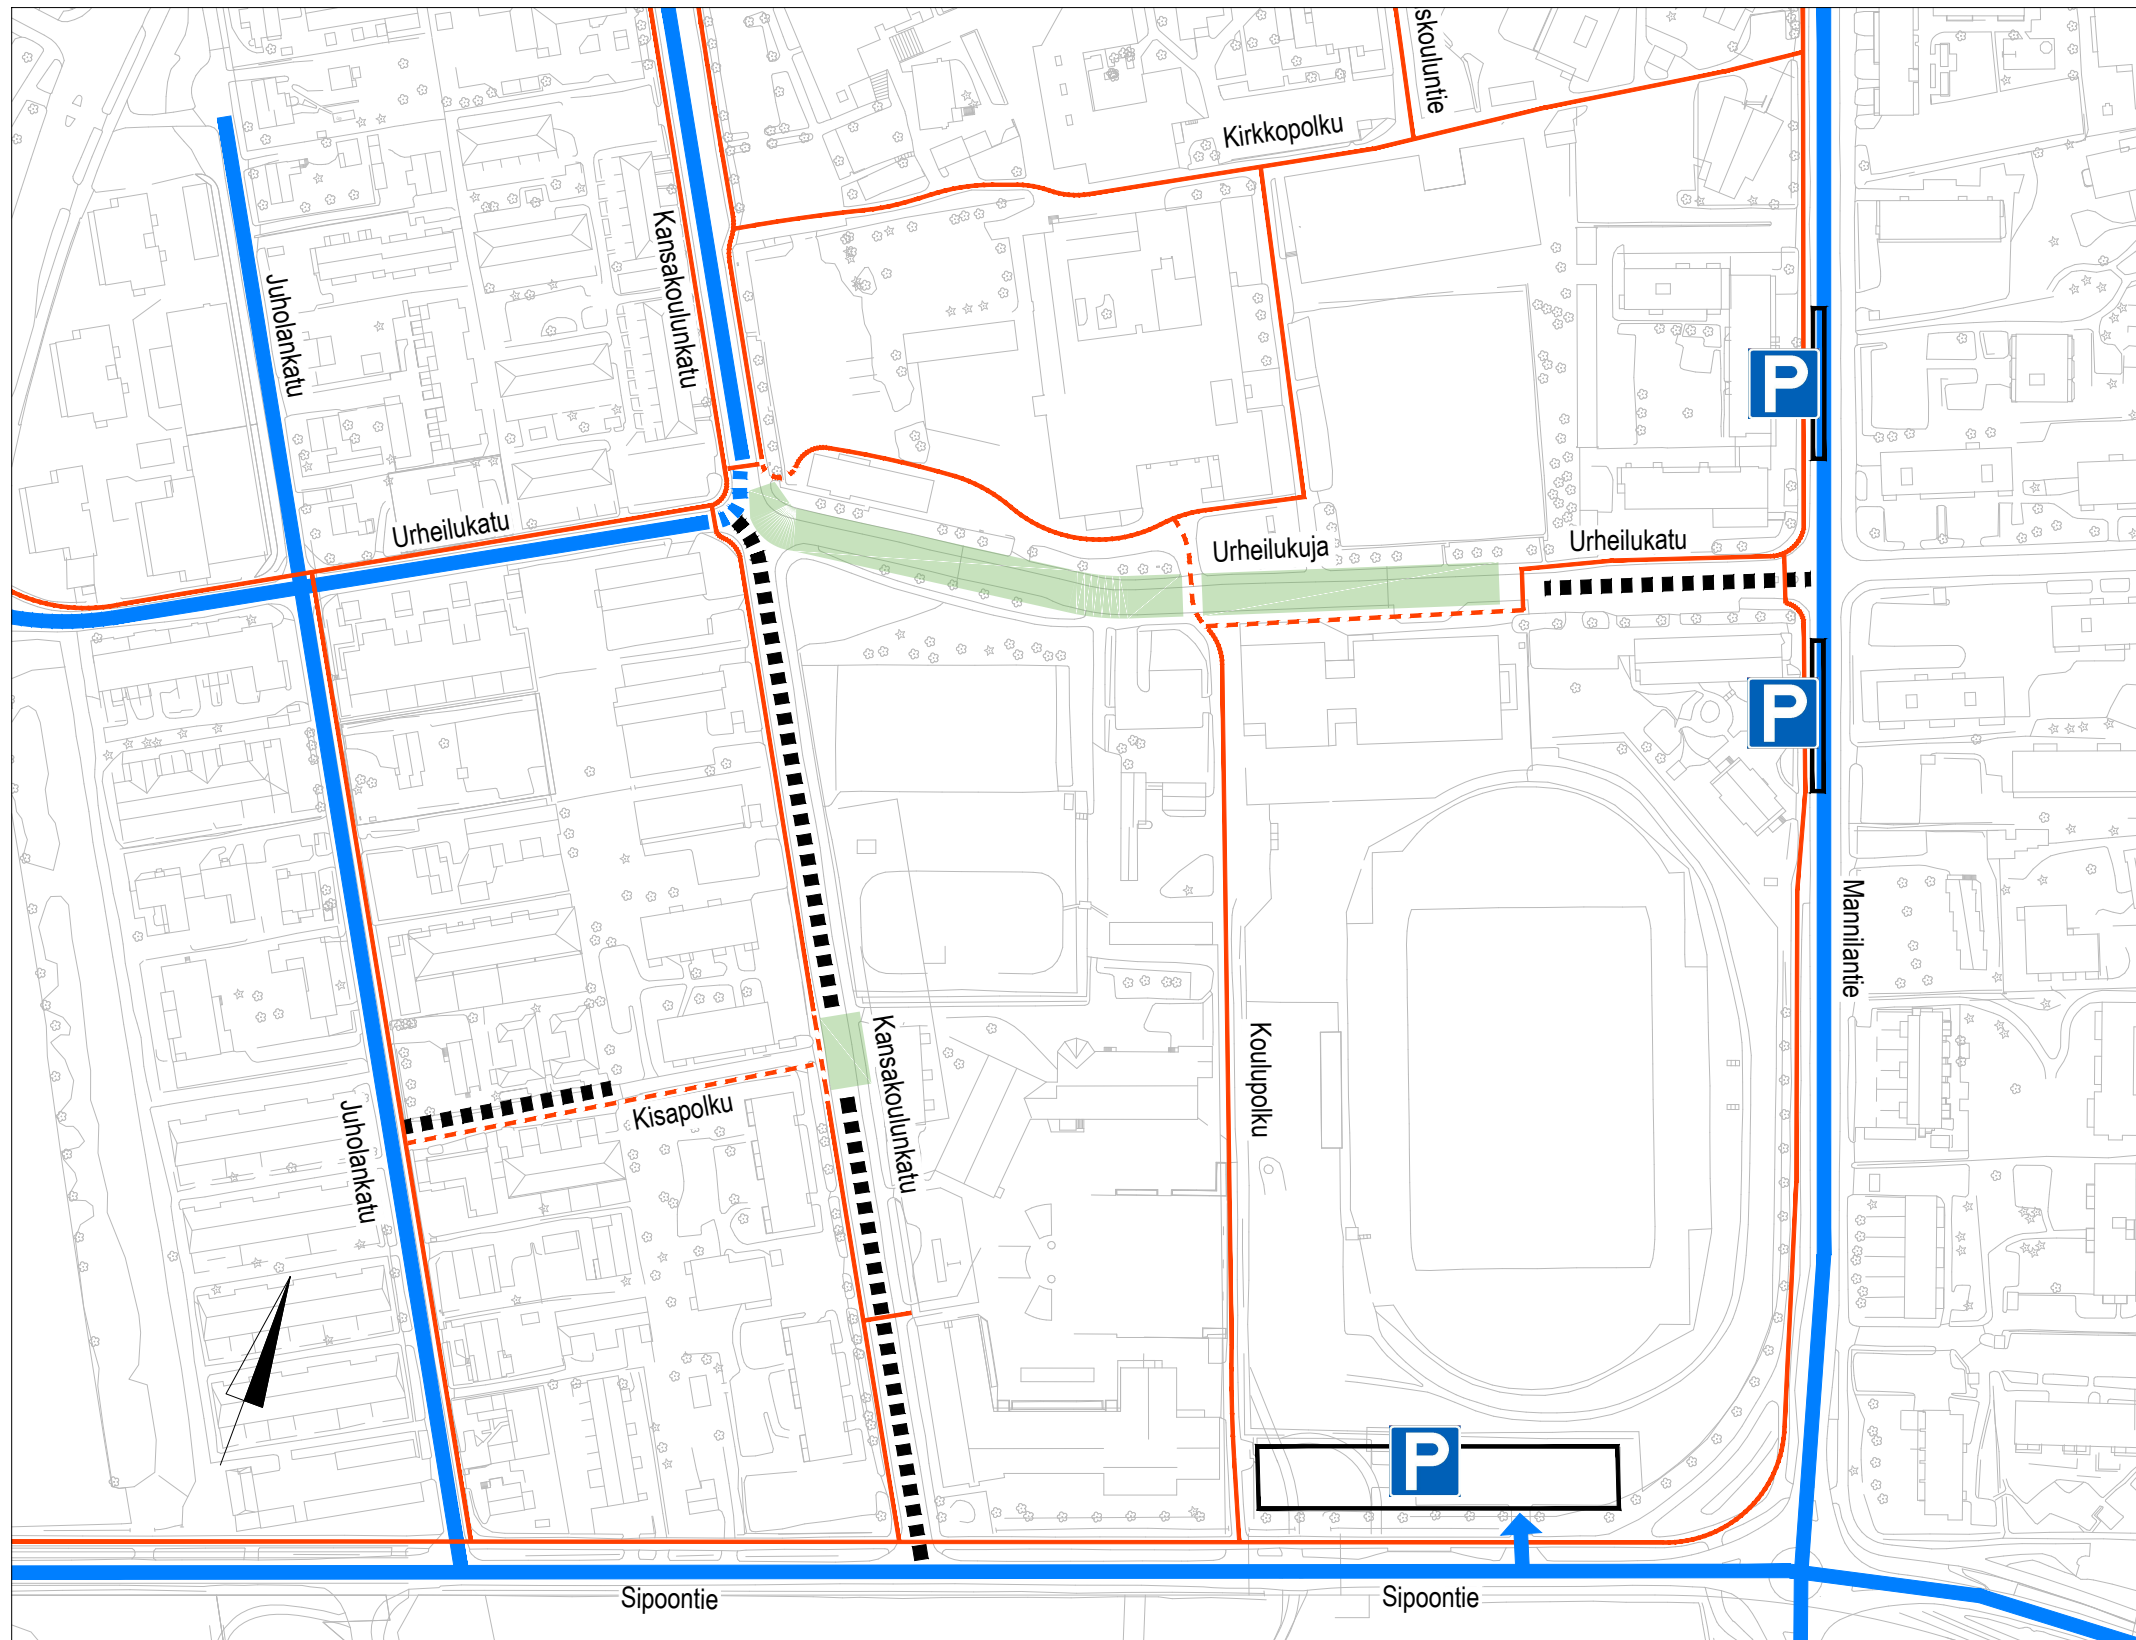 skouluntie
Kirkkopolku
Kansakoulunkatu
Juholankatu
P
Urheilukatu
Urheilukuja
Urheilukatu
P
Mannilantie
Kansakoulunkatu
Koulupolku
Kisapolku
Juholankatu
P
Sipoontie
Sipoontie